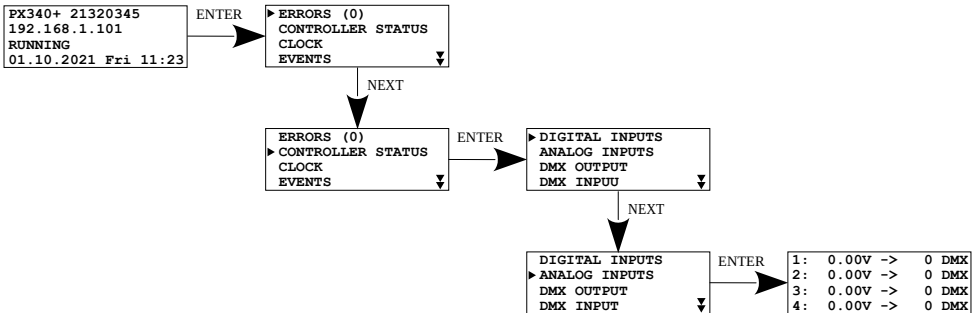 PX340+ 21320345
192.168.1.101
RUNNING
01.10.2021 Fri 11:23
ENTER
ERRORS (0)
CONTROLLER STATUS
CLOCK
EVENTS
NEXT
ERRORS (0)
CONTROLLER STATUS
CLOCK
EVENTS
ENTER
DIGITAL INPUTS
ANALOG INPUTS
DMX OUTPUT
DMX INPUU
NEXT
DIGITAL INPUTS
ANALOG INPUTS
DMX OUTPUT
DMX INPUT
ENTER
1: 0.00V -> 0 DMX
2: 0.00V -> 0 DMX
3: 0.00V -> 0 DMX
4: 0.00V -> 0 DMX